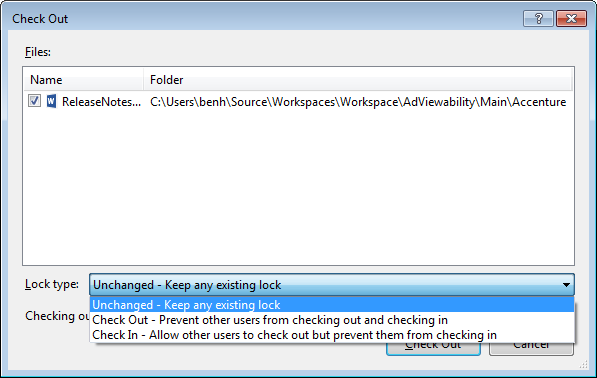 Check Out
Files:
Name Folder
ReleaseNotes... C:\Users\benh\Source\Workspaces\Workspace\AdViewability\Main\Accenture
Lock type: Unchanged - Keep any existing lock
Unchanged - Keep any existing lock
Checking ou
Check Out - Prevent other users from checking out and checking in
Check In - Allow other users to check out but prevent them from checking in
Check Out Cancel